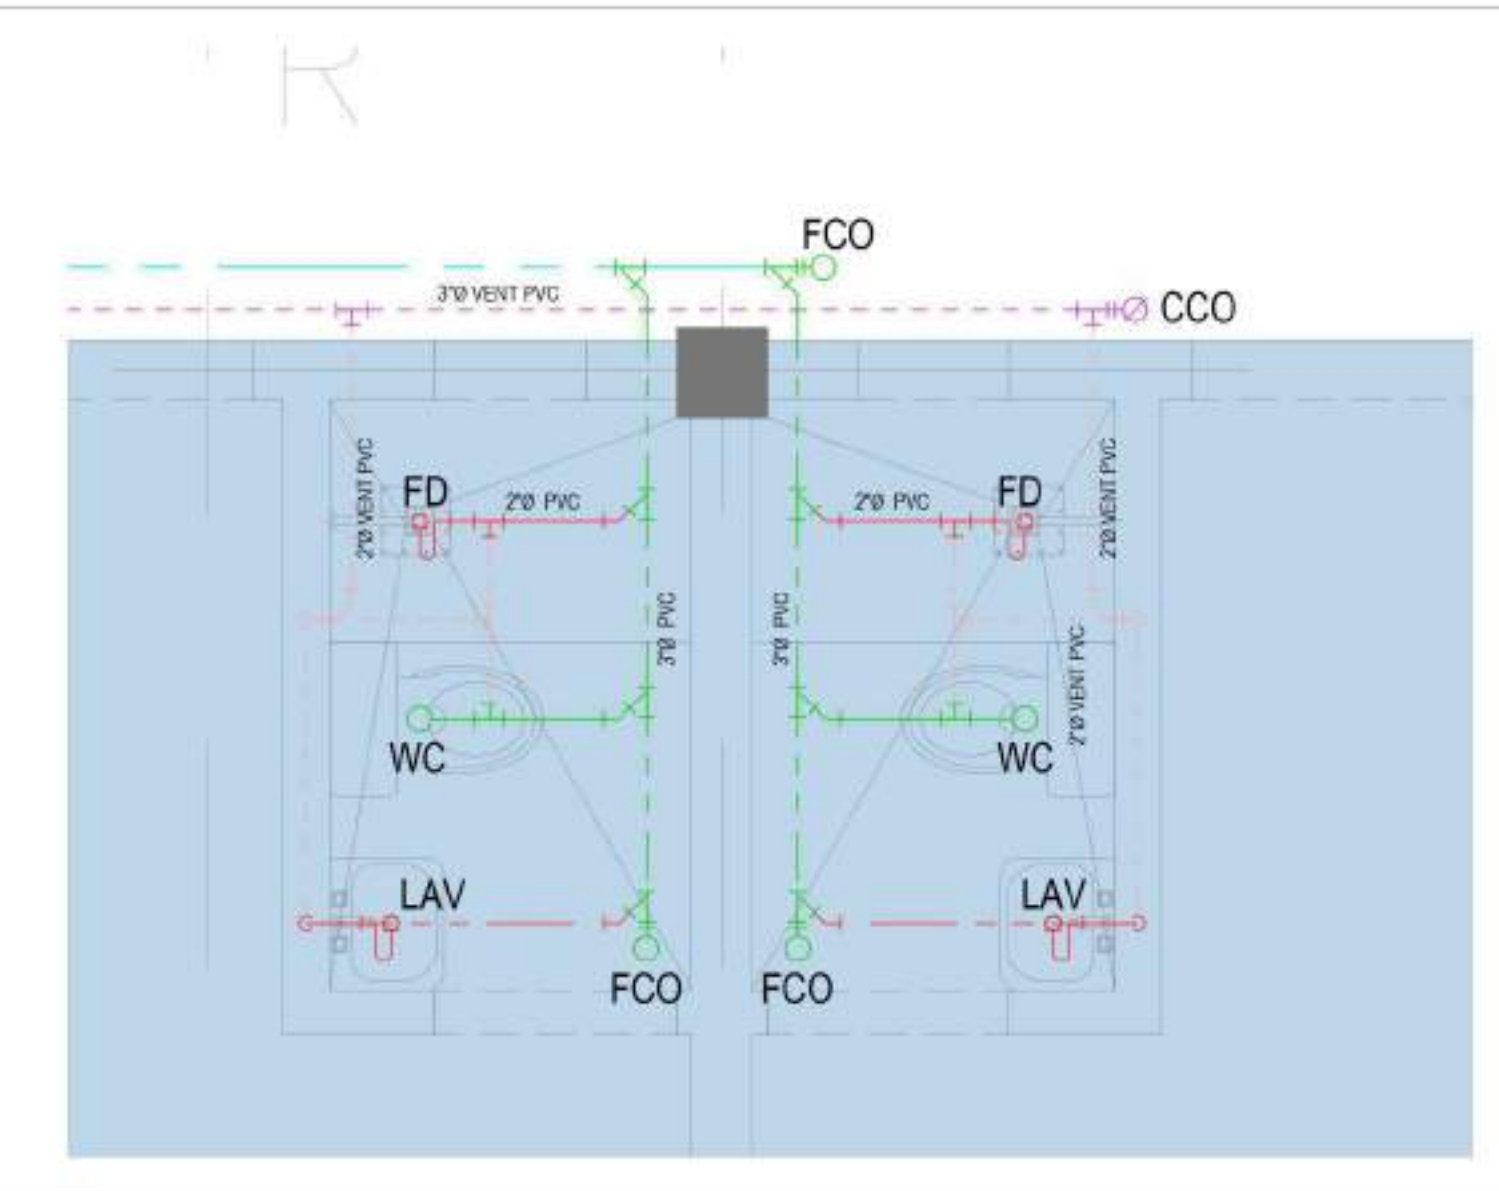 FCO
3"Ø VENT PVC
CCO
2"Ø VENT PVC
FD
2"Ø PVC
2"Ø PVC
FD
2"Ø VENT PVC
3"Ø PVC
3"Ø PVC
2"Ø VENT PVC
WC
WC
LAV
LAV
FCO
FCO